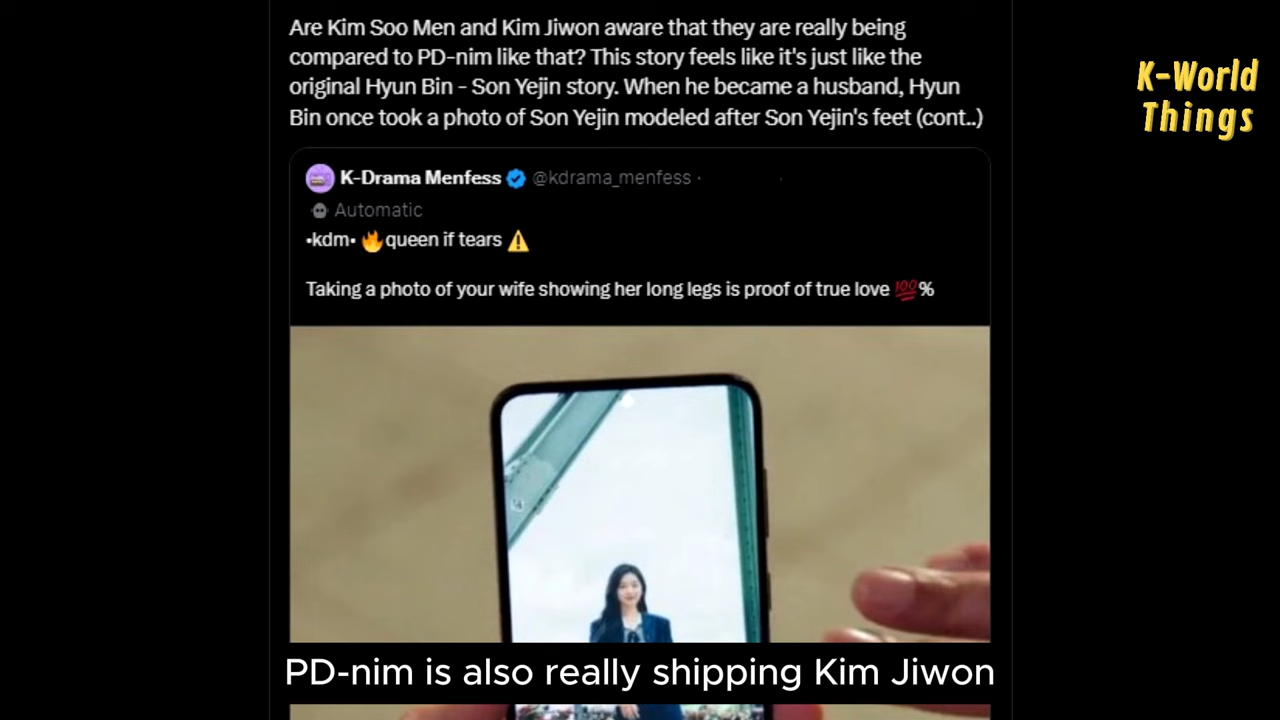 Are Kim Soo Men and Kim Jiwon aware that they are really being
compared to PD-nim like that? This story feels like it's just like the
original Hyun Bin - Son Yejin story. When he became a husband, Hyun
Bin once took a photo of Son Yejin modeled after Son Yejin's feet (cont..)
K-World
Things
K-Drama Menfess @kdrama_menfess ·
Automatic
•kdm• 🔥queen if tears ⚠️
Taking a photo of your wife showing her long legs is proof of true love 💯%
PD-nim is also really shipping Kim Jiwon